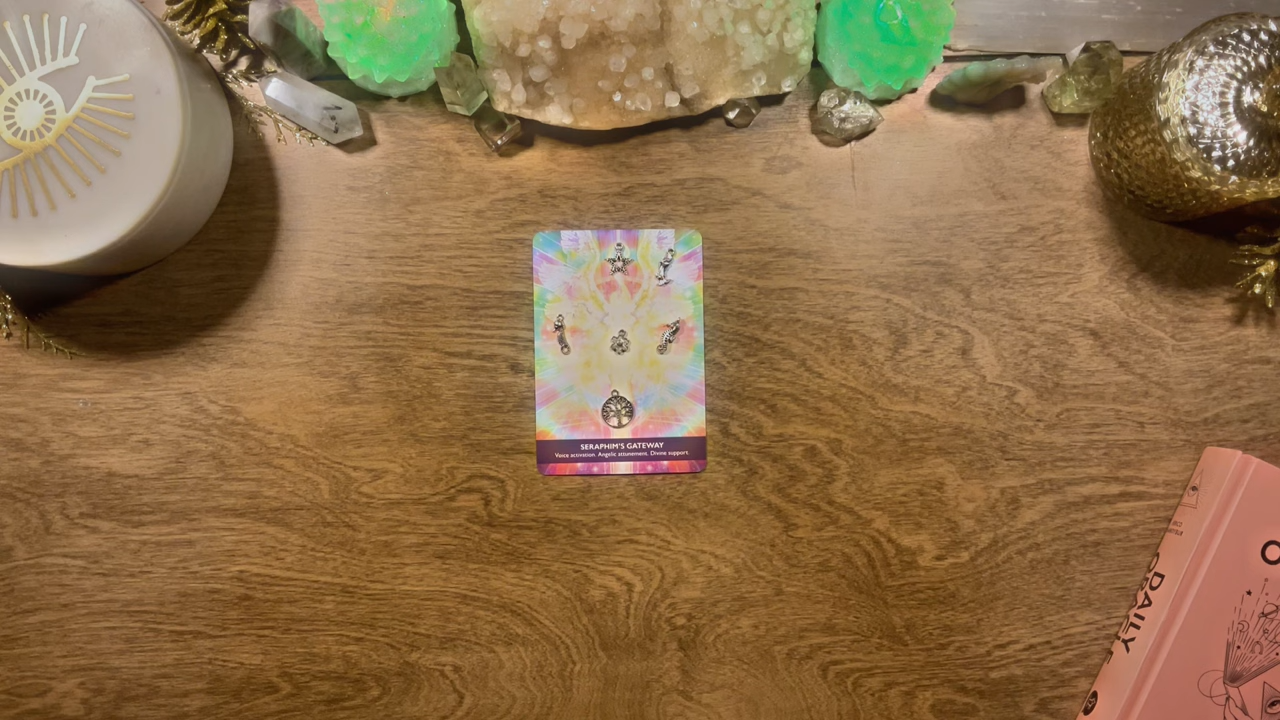 SERAPHIM'S GATEWAY
Voice activation. Angelic attunement. Divine support.
DAILY
O